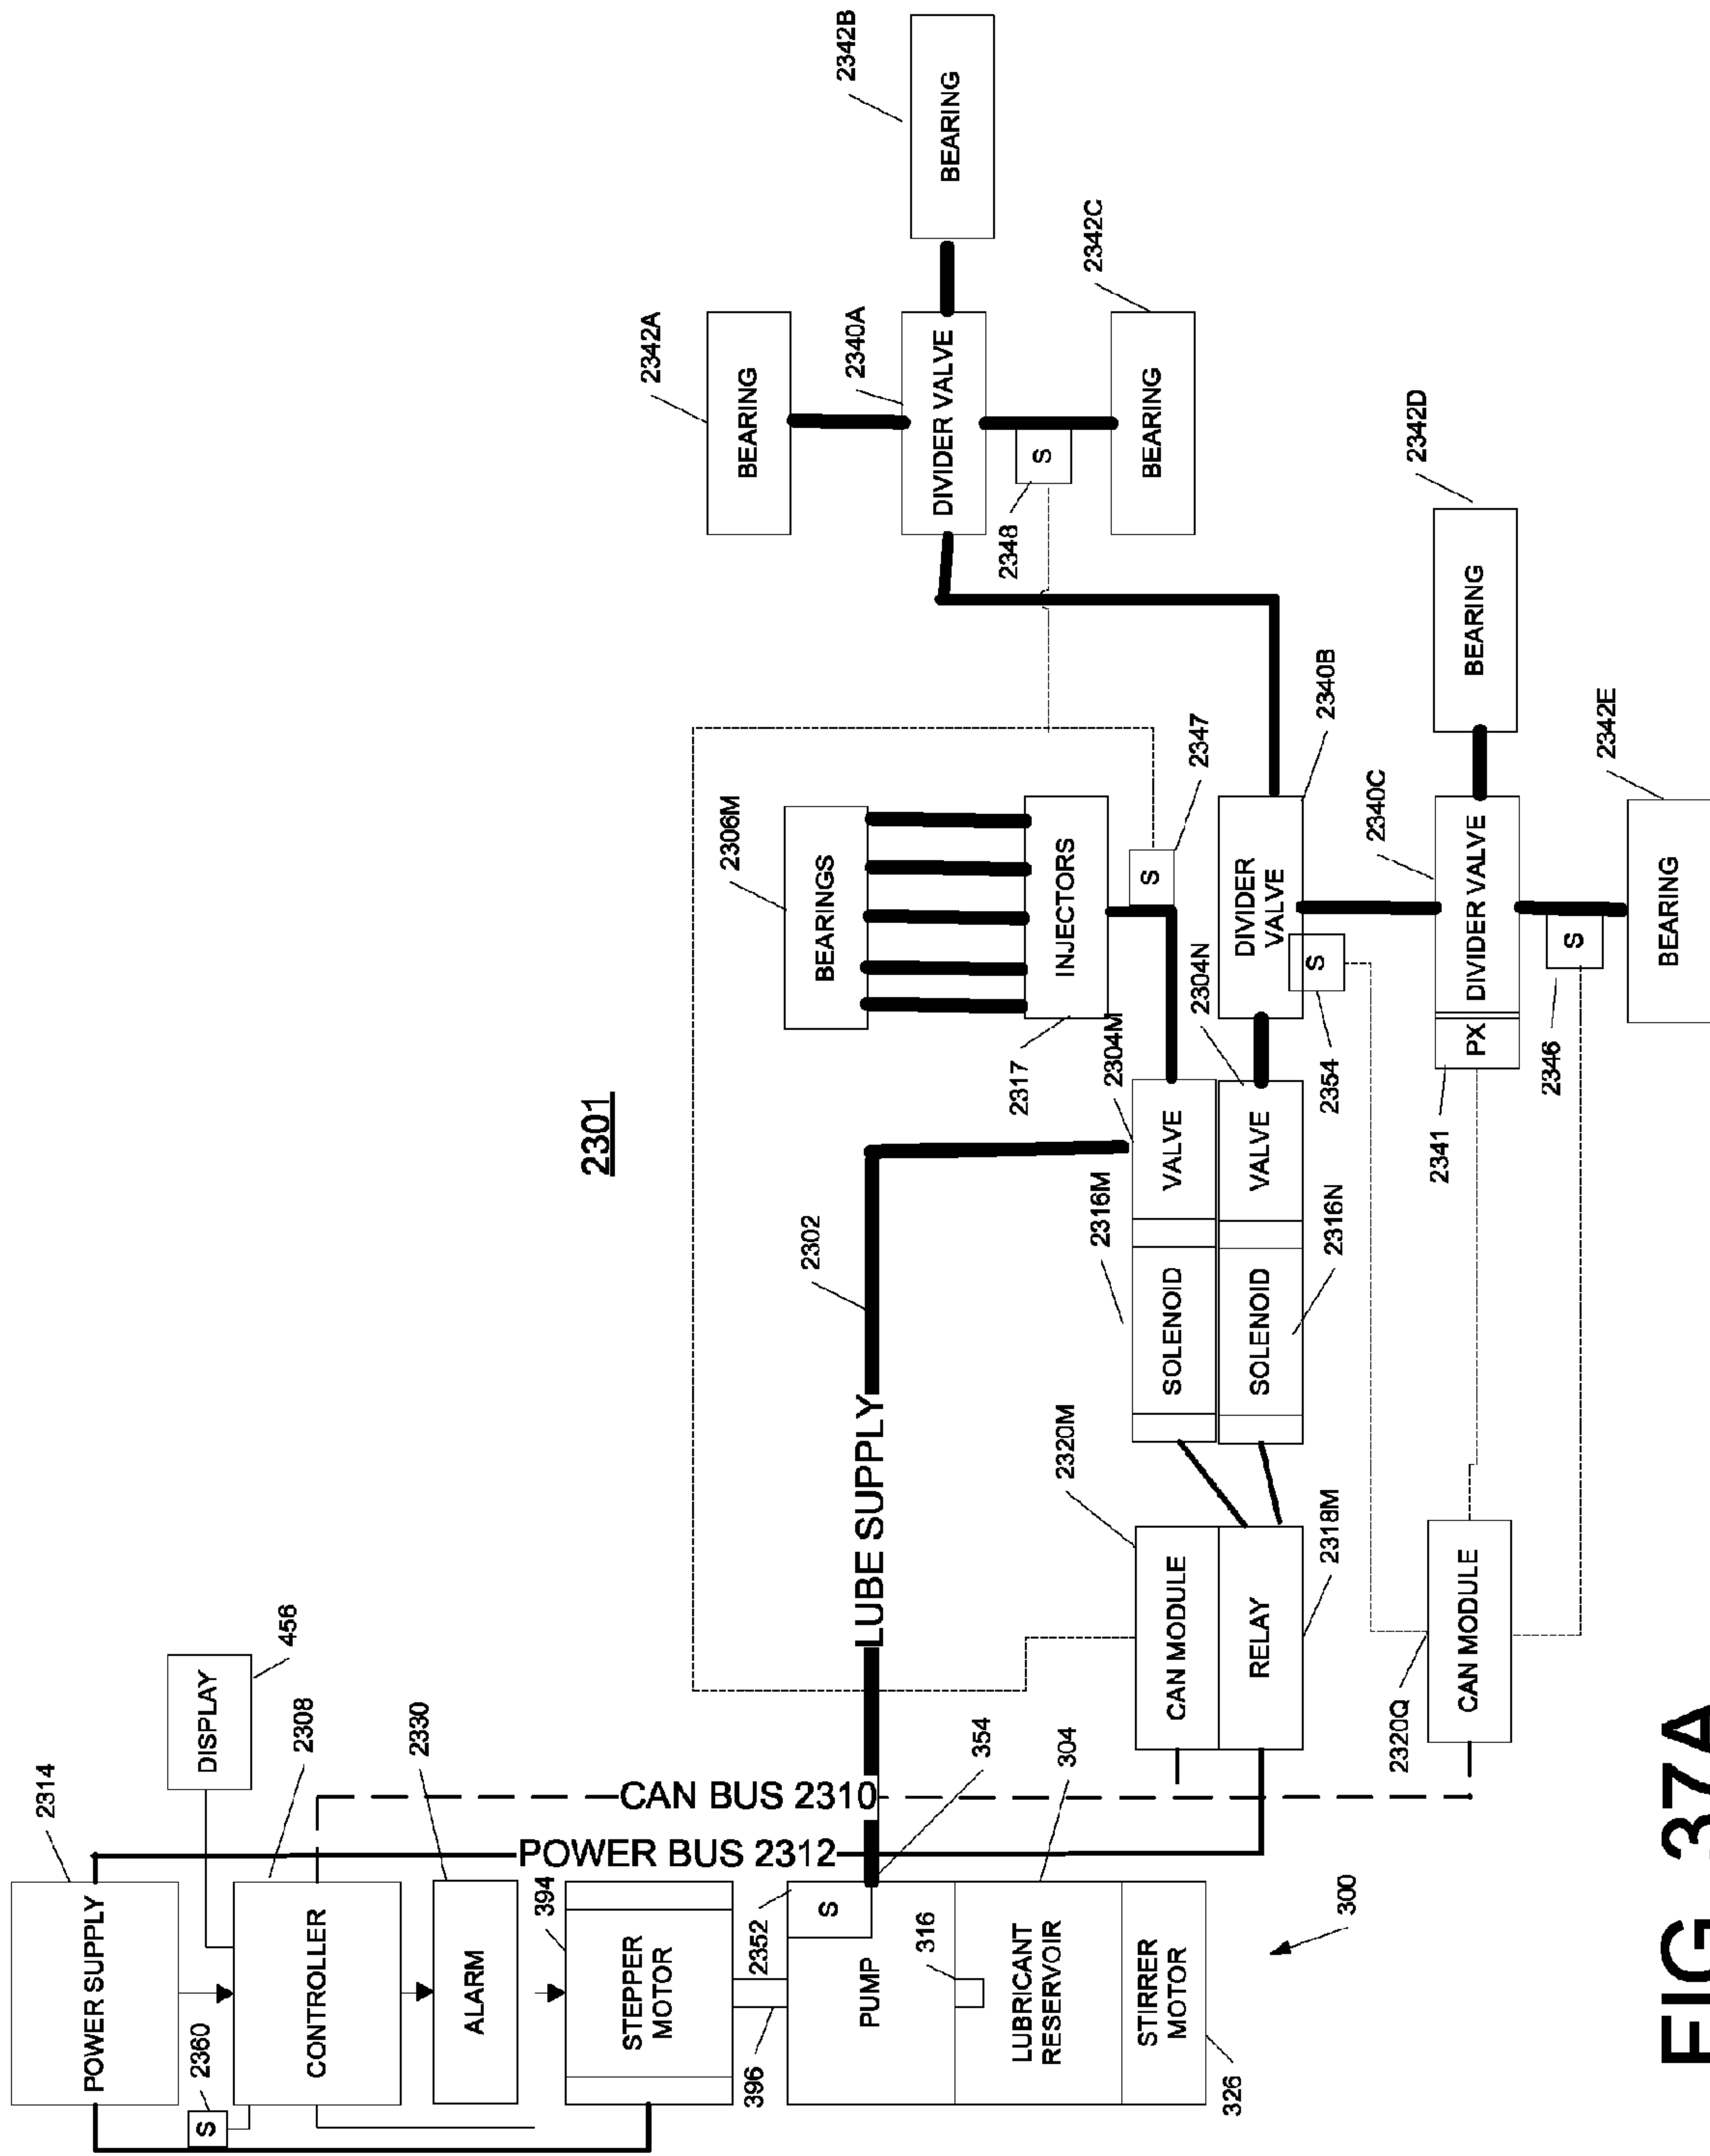 2301
2314
POWER SUPPLY
2360
S
DISPLAY
456
CONTROLLER
2308
ALARM
2330
CAN BUS 2310
POWER BUS 2312
394
STEPPER
MOTOR
2352
396
S
PUMP
354
316
304
LUBRICANT
RESERVOIR
STIRRER
MOTOR
326
300
LUBE SUPPLY
2302
2320M
CAN MODULE
RELAY
2318M
2316M
SOLENOID
VALVE
2304M
SOLENOID
VALVE
2304N
2316N
2306M
BEARINGS
INJECTORS
2317
S
2347
DIVIDER
VALVE
2340B
S
2354
2342A
BEARING
2340A
DIVIDER VALVE
BEARING
2342B
S
2348
BEARING
2342C
2320Q
CAN MODULE
2341
PX
DIVIDER VALVE
2340C
BEARING
2342D
S
2346
BEARING
2342E
FIG 37A